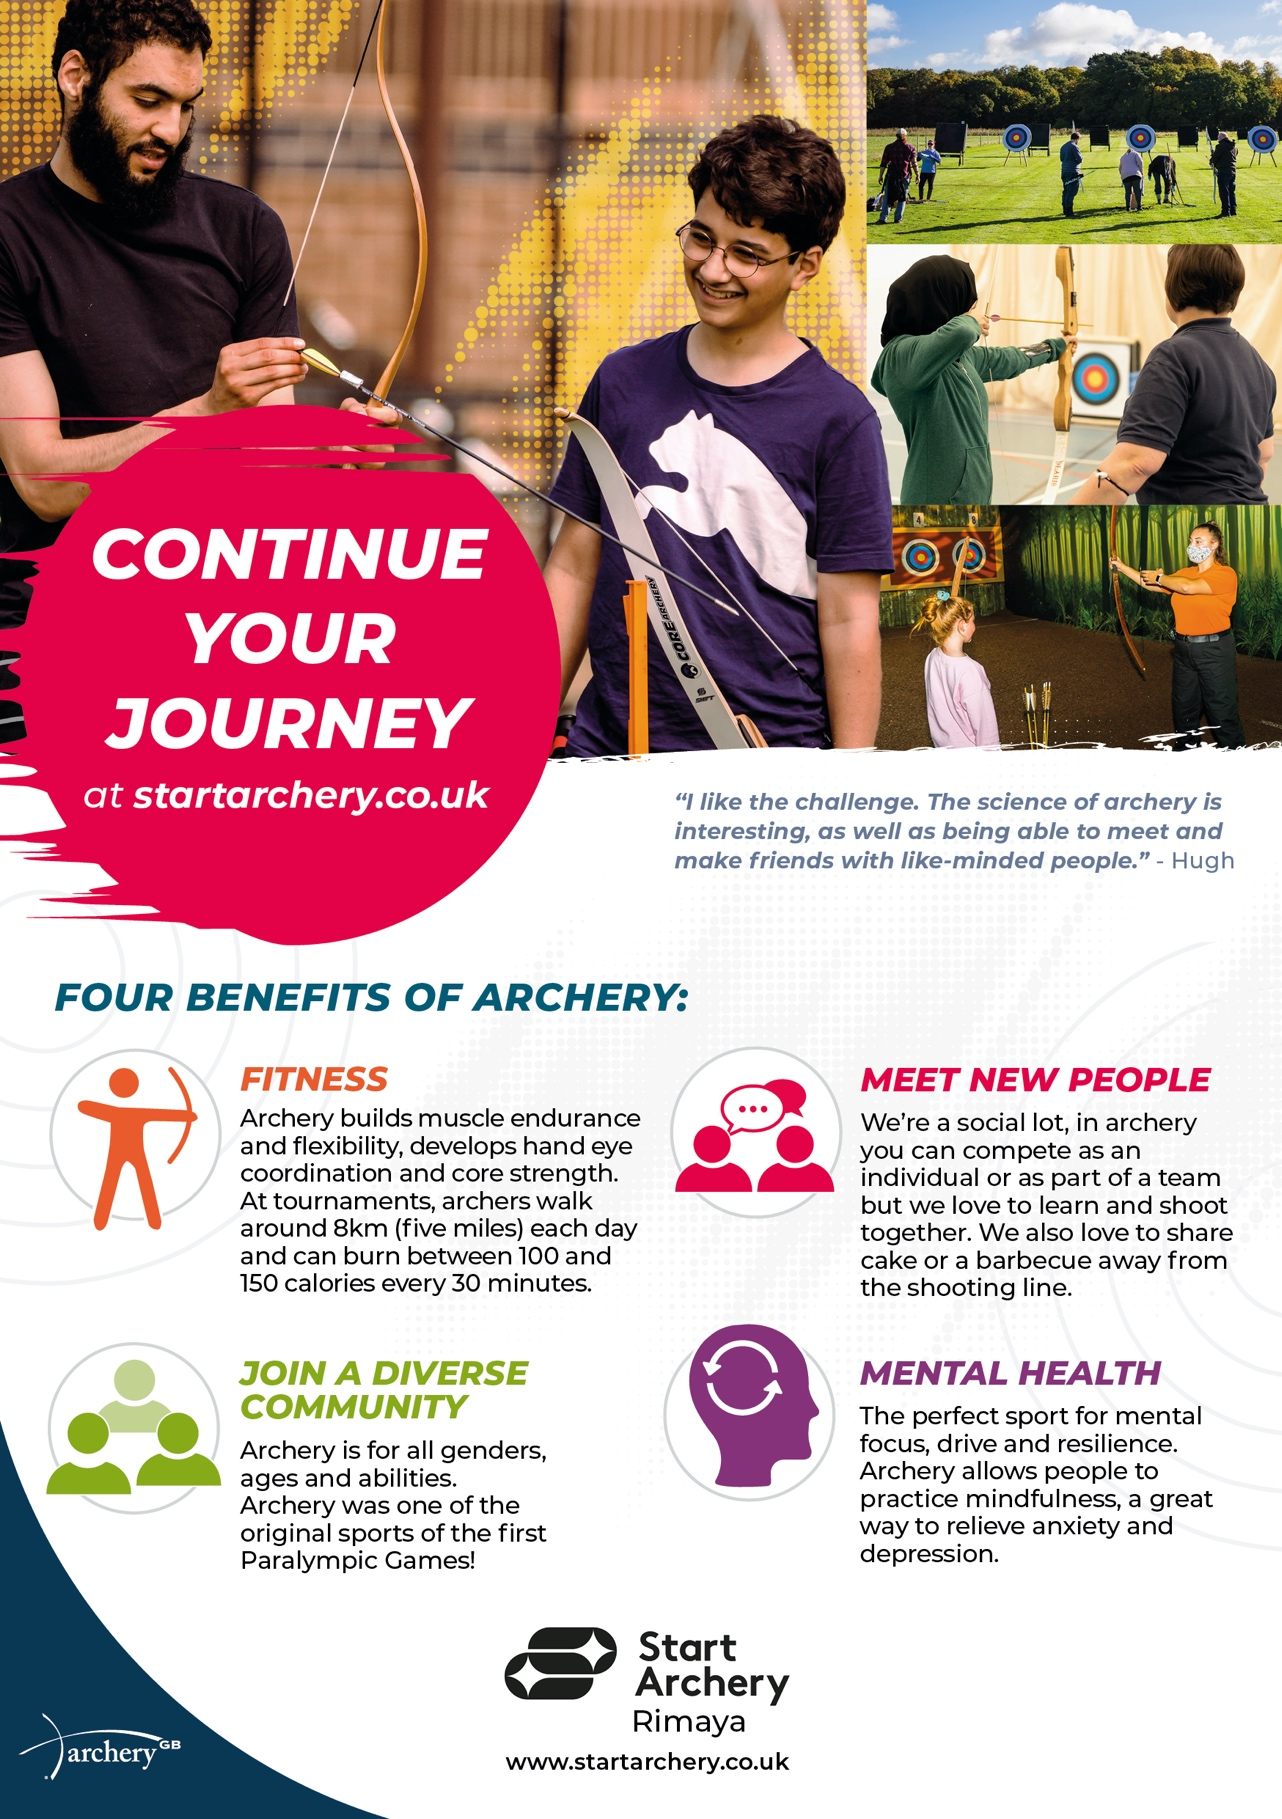 CONTINUE
YOUR
JOURNEY
at startarchery.co.uk
CORE ARCHERY
4
“I like the challenge. The science of archery is
interesting, as well as being able to meet and
make friends with like-minded people.” - Hugh
FOUR BENEFITS OF ARCHERY:
FITNESS
Archery builds muscle endurance
and flexibility, develops hand eye
coordination and core strength.
At tournaments, archers walk
around 8km (five miles) each day
and can burn between 100 and
150 calories every 30 minutes.
MEET NEW PEOPLE
We’re a social lot, in archery
you can compete as an
individual or as part of a team
but we love to learn and shoot
together. We also love to share
cake or a barbecue away from
the shooting line.
JOIN A DIVERSE
COMMUNITY
Archery is for all genders,
ages and abilities.
Archery was one of the
original sports of the first
Paralympic Games!
MENTAL HEALTH
The perfect sport for mental
focus, drive and resilience.
Archery allows people to
practice mindfulness, a great
way to relieve anxiety and
depression.
Start
Archery
Rimaya
www.startarchery.co.uk
archery GB